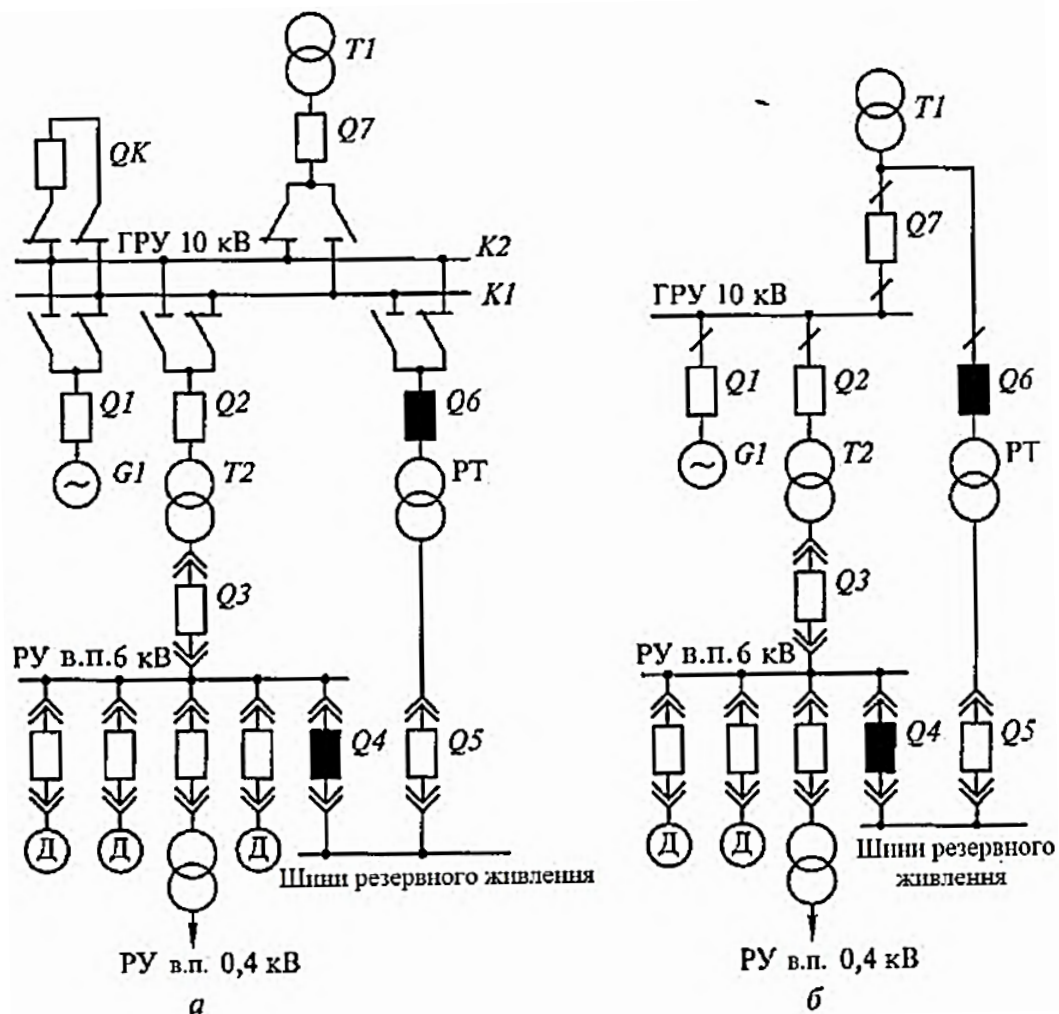 T1
Q7
QK
ГРУ 10 кВ
K2
K1
Q1
Q2
Q6
G1
T2
РТ
Q3
РУ в.п.6 кВ
Q4
Q5
Д
Д
Д
Шини резервного живлення
РУ в.п. 0,4 кВ
а
T1
Q7
ГРУ 10 кВ
Q1
Q2
Q6
G1
T2
РТ
Q3
РУ в.п.6 кВ
Q4
Q5
Д
Д
Шини резервного
живлення
РУ в.п. 0,4 кВ
б